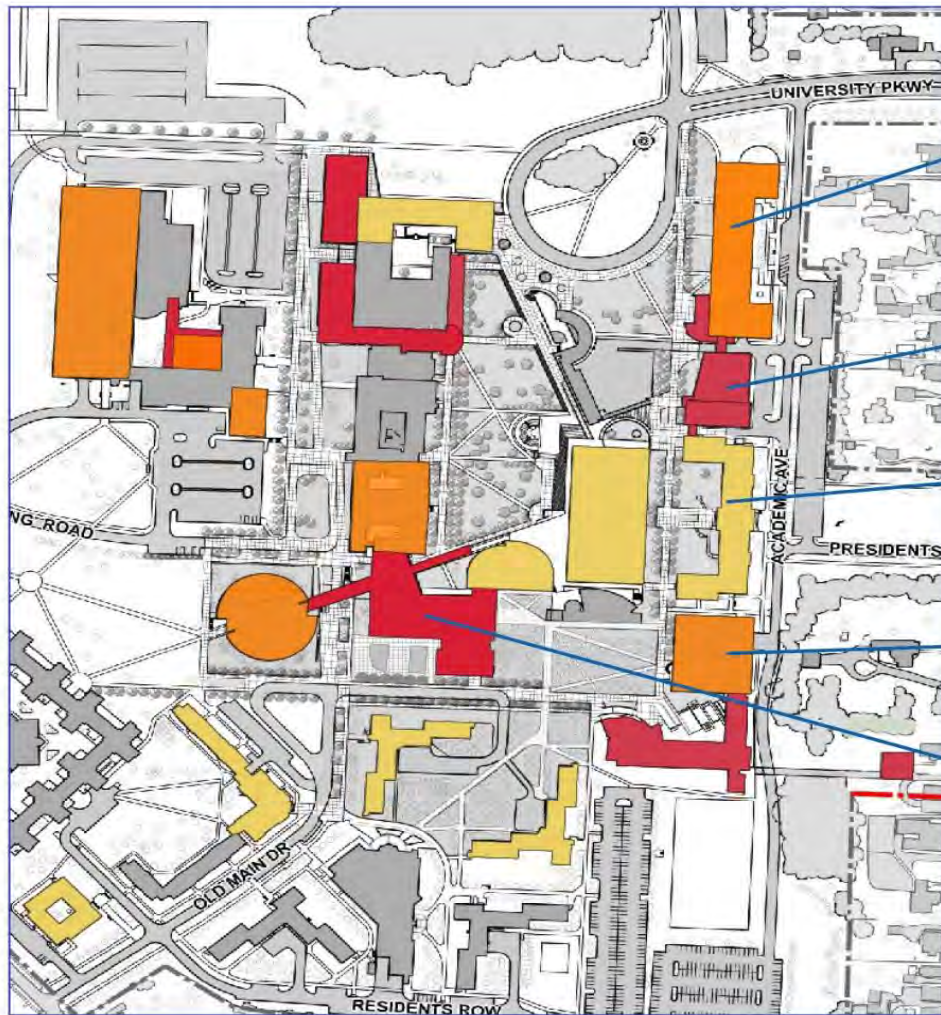 UNIVERSITY PKWY
ACADEMIC AVE
NG ROAD
PRESIDENTS
OLD MAIN DR
RESIDENTS ROW